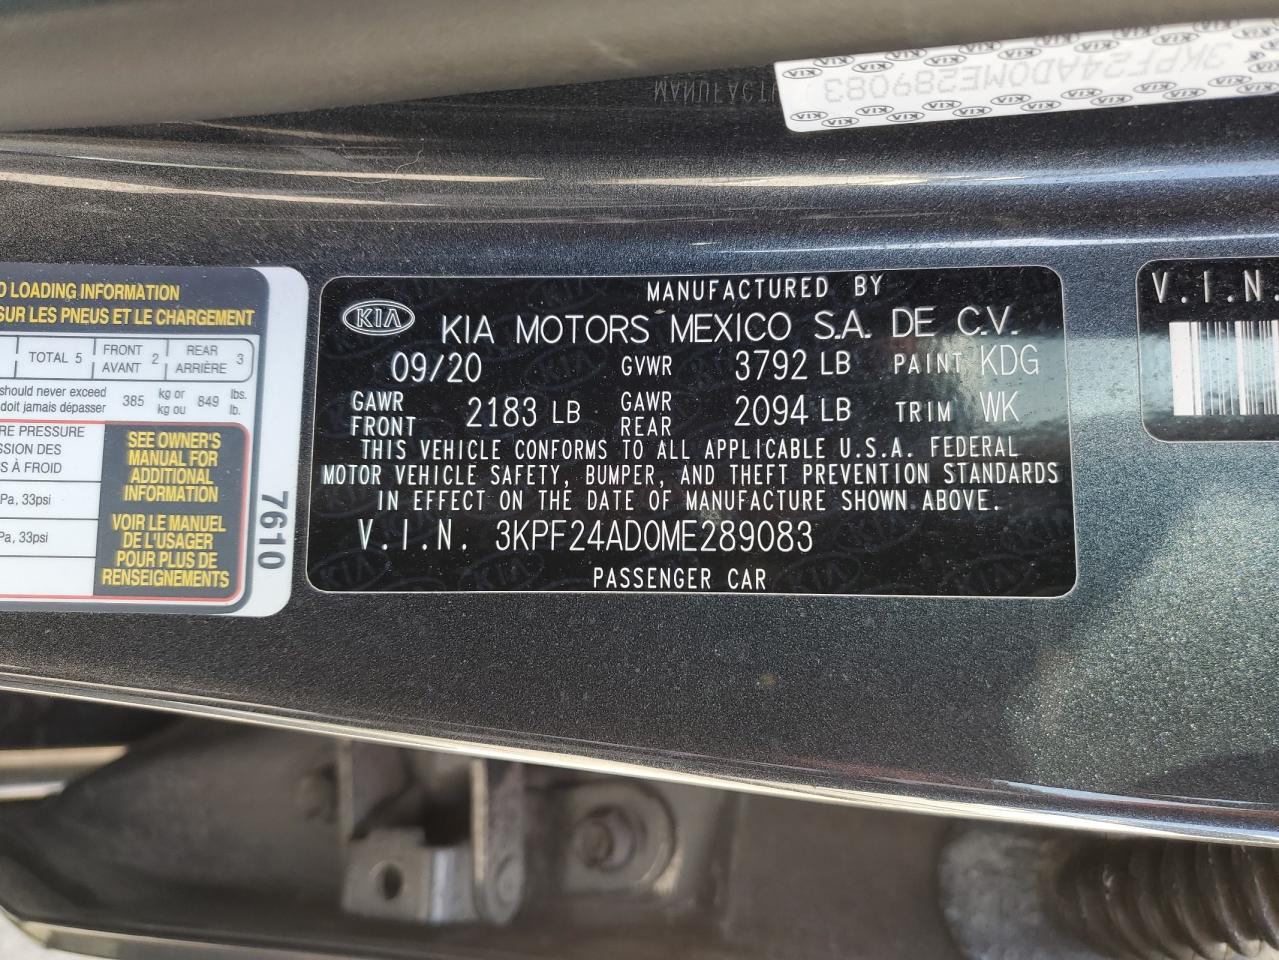 3KPF24AD0ME289083
MANUFACTU
O LOADING INFORMATION
SUR LES PNEUS ET LE CHARGEMENT
TOTAL 5 FRONT AVANT 2 REAR ARRIÈRE 3
should never exceed
doit jamais dépasser 385 kg or kg ou 849 lbs. lb.
RE PRESSURE
SSION DES
S À FROID
Pa, 33psi
Pa, 33psi
SEE OWNER'S
MANUAL FOR
ADDITIONAL
INFORMATION
VOIR LE MANUEL
DE L'USAGER
POUR PLUS DE
RENSEIGNEMENTS
7610
KIA
MANUFACTURED BY
KIA MOTORS MEXICO S.A. DE C.V.
09/20 GVWR 3792 LB PAINT KDG
GAWR FRONT 2183 LB GAWR REAR 2094 LB TRIM WK
THIS VEHICLE CONFORMS TO ALL APPLICABLE U.S.A. FEDERAL
MOTOR VEHICLE SAFETY, BUMPER, AND THEFT PREVENTION STANDARDS
IN EFFECT ON THE DATE OF MANUFACTURE SHOWN ABOVE.
V.I.N. 3KPF24AD0ME289083
PASSENGER CAR
V.I.N.